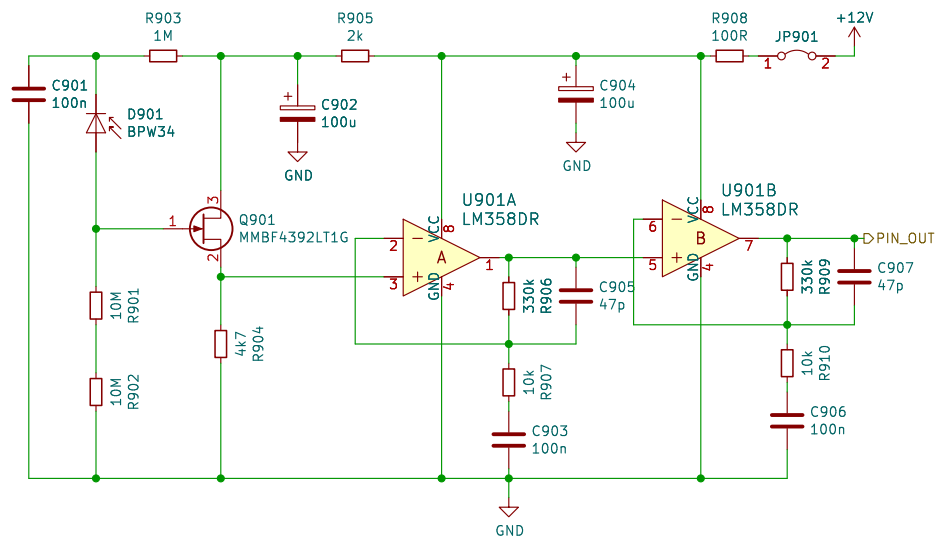 R903
1M
R905
2k
R908
100R
+12V
JP901
1
2
C901
100n
D901
BPW34
+
C902
100u
GND
+
C904
100u
GND
3
1
2
Q901
MMBF4392LT1G
U901A
LM358DR
VCC
8
2
−
A
1
3
+
GND
4
U901B
LM358DR
VCC
8
6
−
B
7
5
+
GND
4
PIN_OUT
330k
R906
C905
47p
330k
R909
C907
47p
10M
R901
4k7
R904
10M
R902
10k
R907
C903
100n
10k
R910
C906
100n
GND